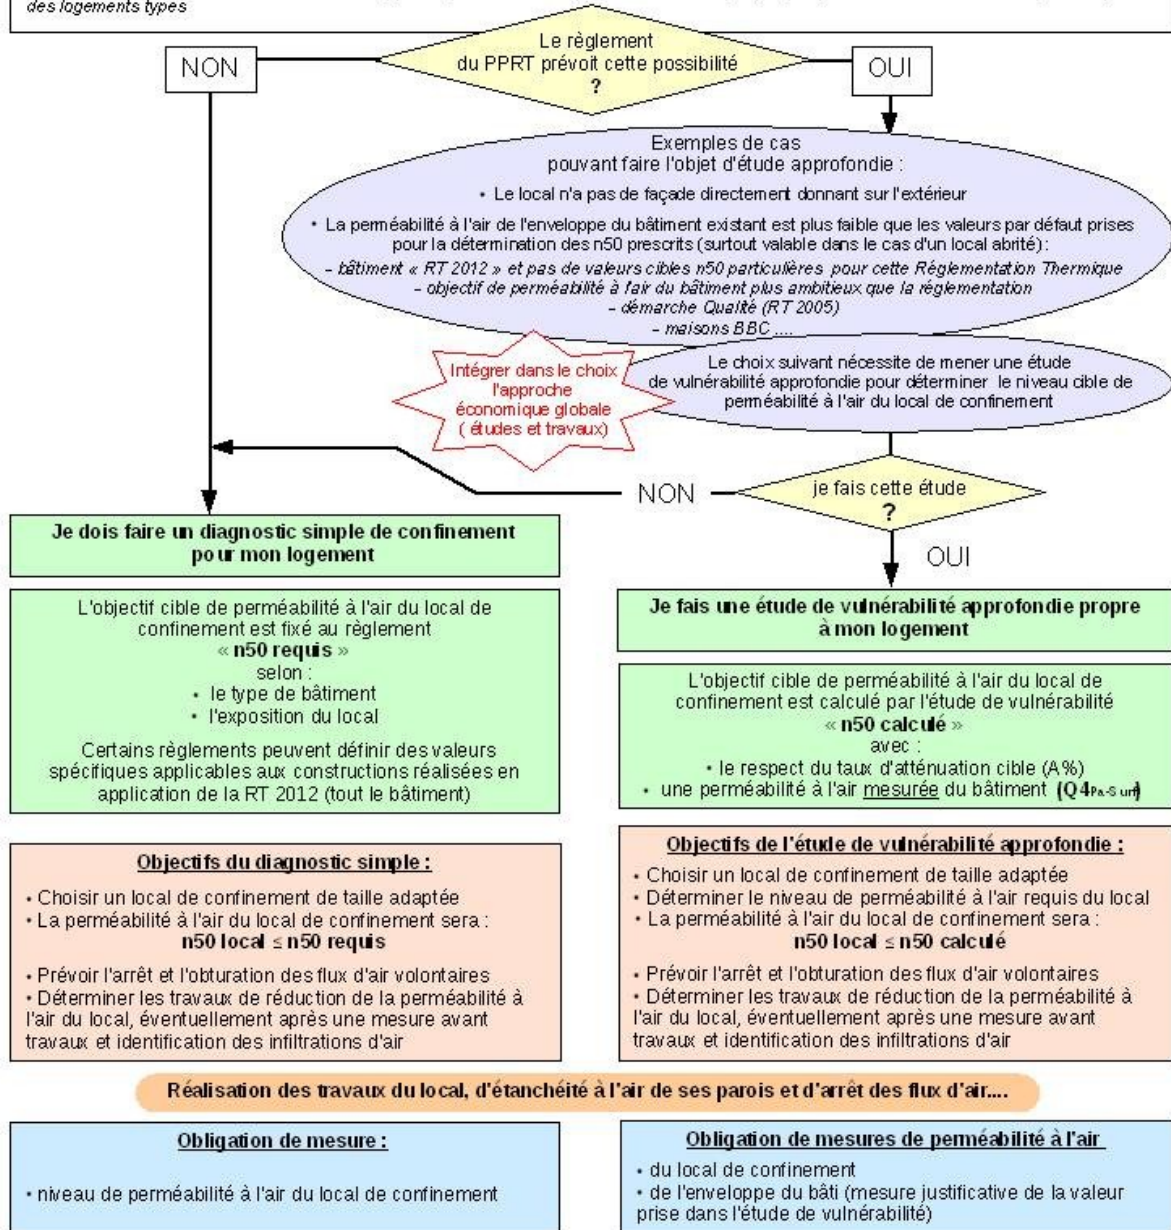 des logements types
Le règlement
du PPRT prévoit cette possibilité
?
NON
OUI
Exemples de cas
pouvant faire l'objet d'étude approfondie :
• Le local n'a pas de façade directement donnant sur l'extérieur
• La perméabilité à l'air de l'enveloppe du bâtiment existant est plus faible que les valeurs par défaut prises
pour la détermination des n50 prescrits (surtout valable dans le cas d'un local abrité) :
– bâtiment « RT 2012 » et pas de valeurs cibles n50 particulières pour cette Réglementation Thermique
– objectif de perméabilité à l'air du bâtiment plus ambitieux que la réglementation
– démarche Qualité (RT 2005)
– maisons BBC ....
Intégrer dans le choix
l'approche
économique globale
( études et travaux)
Le choix suivant nécessite de mener une étude
de vulnérabilité approfondie pour déterminer le niveau cible de
perméabilité à l'air du local de confinement
NON
je fais cette étude
?
OUI
Je dois faire un diagnostic simple de confinement
pour mon logement
L'objectif cible de perméabilité à l'air du local de
confinement est fixé au règlement
« n50 requis »
selon :
• le type de bâtiment
• l'exposition du local
Certains règlements peuvent définir des valeurs
spécifiques applicables aux constructions réalisées en
application de la RT 2012 (tout le bâtiment)
Je fais une étude de vulnérabilité approfondie propre
à mon logement
L'objectif cible de perméabilité à l'air du local de
confinement est calculé par l'étude de vulnérabilité
« n50 calculé »
avec :
• le respect du taux d'atténuation cible (A%)
• une perméabilité à l'air mesurée du bâtiment (Q4Pa-Surf)
Objectifs du diagnostic simple :
• Choisir un local de confinement de taille adaptée
• La perméabilité à l'air du local de confinement sera :
n50 local ≤ n50 requis
• Prévoir l'arrêt et l'obturation des flux d'air volontaires
• Déterminer les travaux de réduction de la perméabilité à
l'air du local, éventuellement après une mesure avant
travaux et identification des infiltrations d'air
Objectifs de l'étude de vulnérabilité approfondie :
• Choisir un local de confinement de taille adaptée
• Déterminer le niveau de perméabilité à l'air requis du local
• La perméabilité à l'air du local de confinement sera :
n50 local ≤ n50 calculé
• Prévoir l'arrêt et l'obturation des flux d'air volontaires
• Déterminer les travaux de réduction de la perméabilité à
l'air du local, éventuellement après une mesure avant
travaux et identification des infiltrations d'air
Réalisation des travaux du local, d'étanchéité à l'air de ses parois et d'arrêt des flux d'air....
Obligation de mesure :
• niveau de perméabilité à l'air du local de confinement
Obligation de mesures de perméabilité à l'air
• du local de confinement
• de l'enveloppe du bâti (mesure justificative de la valeur
prise dans l'étude de vulnérabilité)